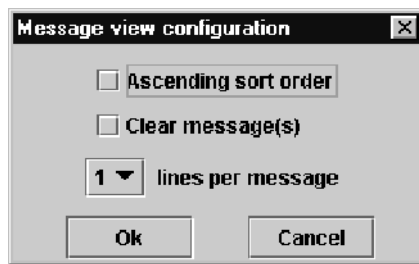 Message view configuration
Ascending sort order
Clear message(s)
1 lines per message
Ok Cancel